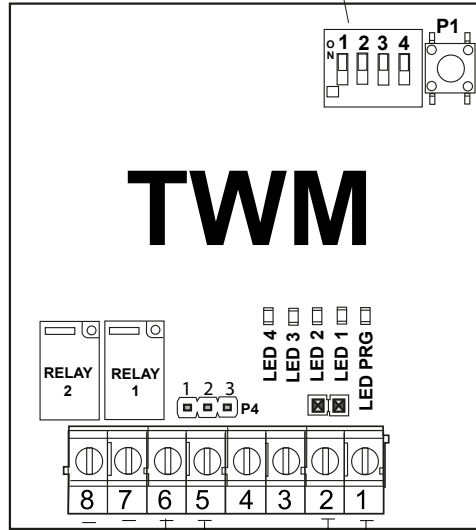 P1
ON 1 2 3 4
TWM
LED 4
LED 3
LED 2
LED 1
LED PRG
RELAY
2
RELAY
1
1 2 3
P4
8 7 6 5 4 3 2 1